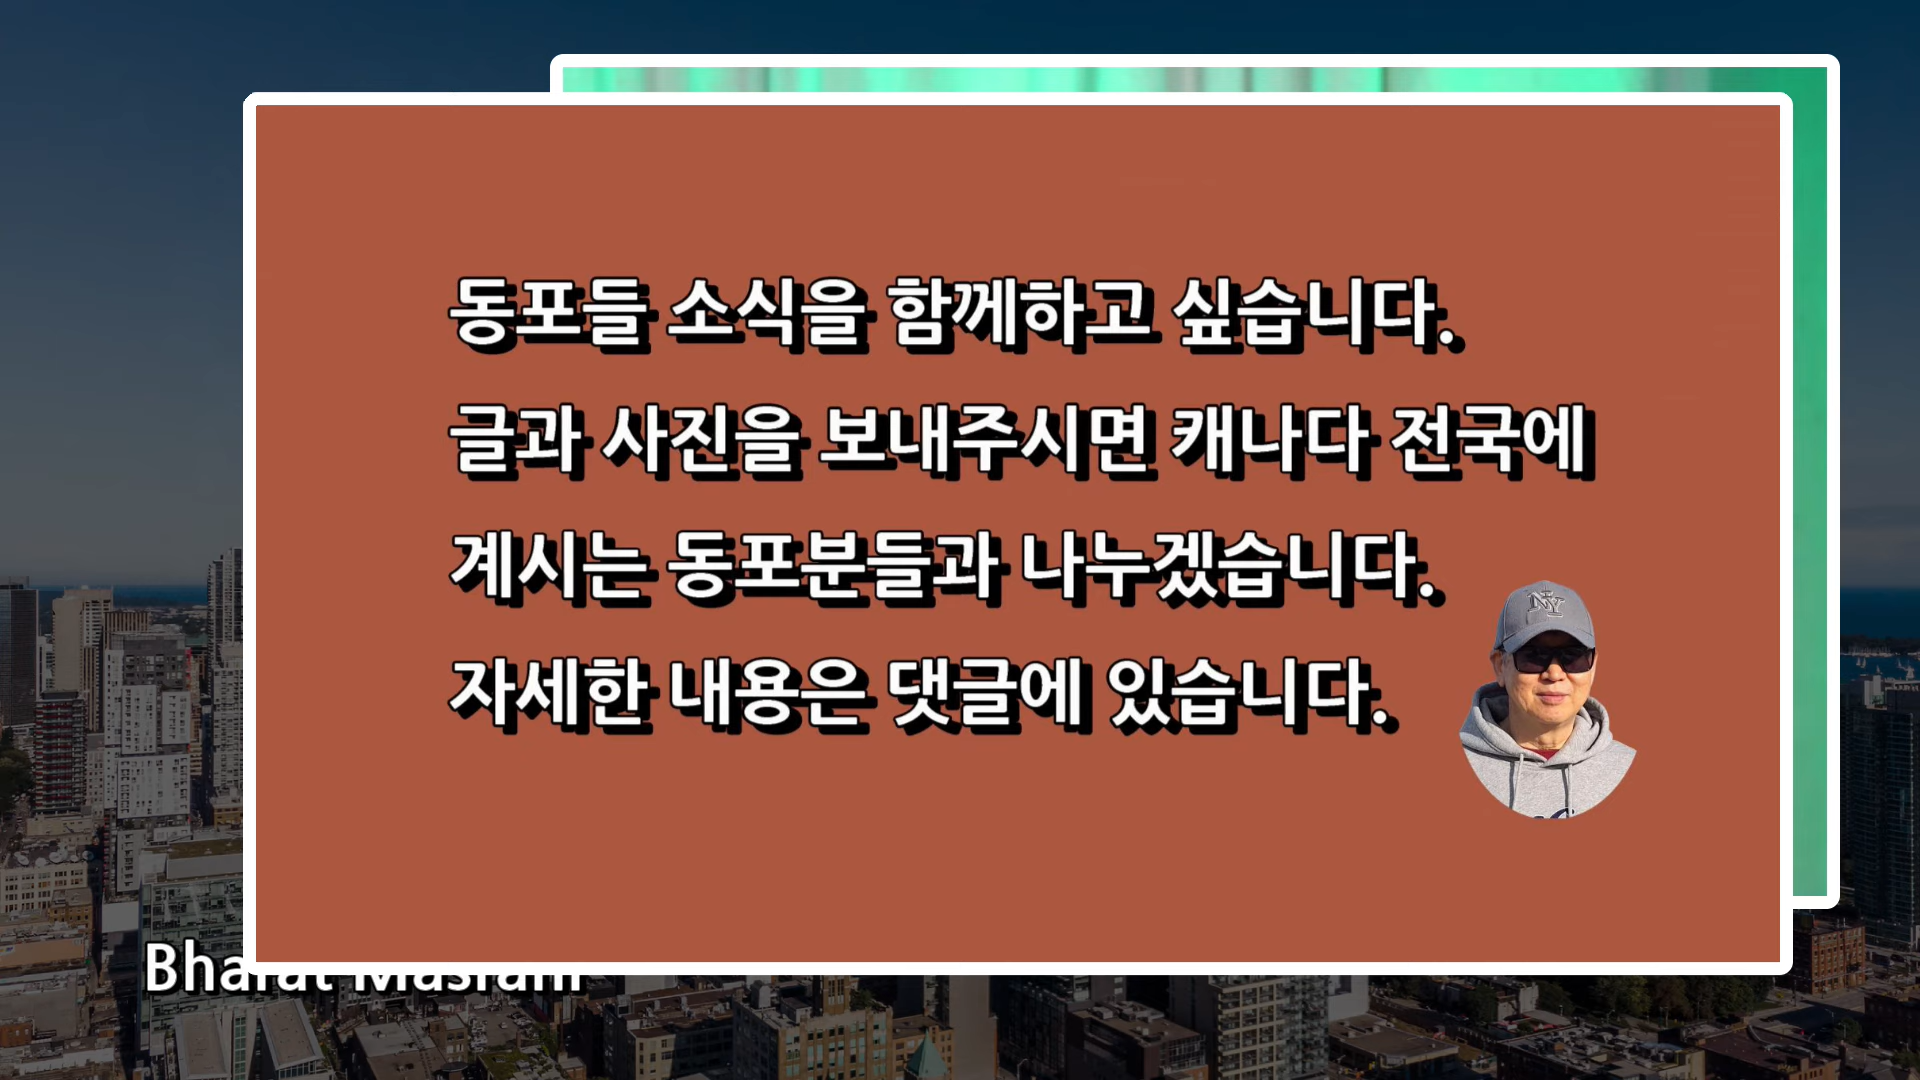 동포들 소식을 함께하고 싶습니다.
글과 사진을 보내주시면 캐나다 전국에
계시는 동포분들과 나누겠습니다.
자세한 내용은 댓글에 있습니다.
NY
Bharat Masrani